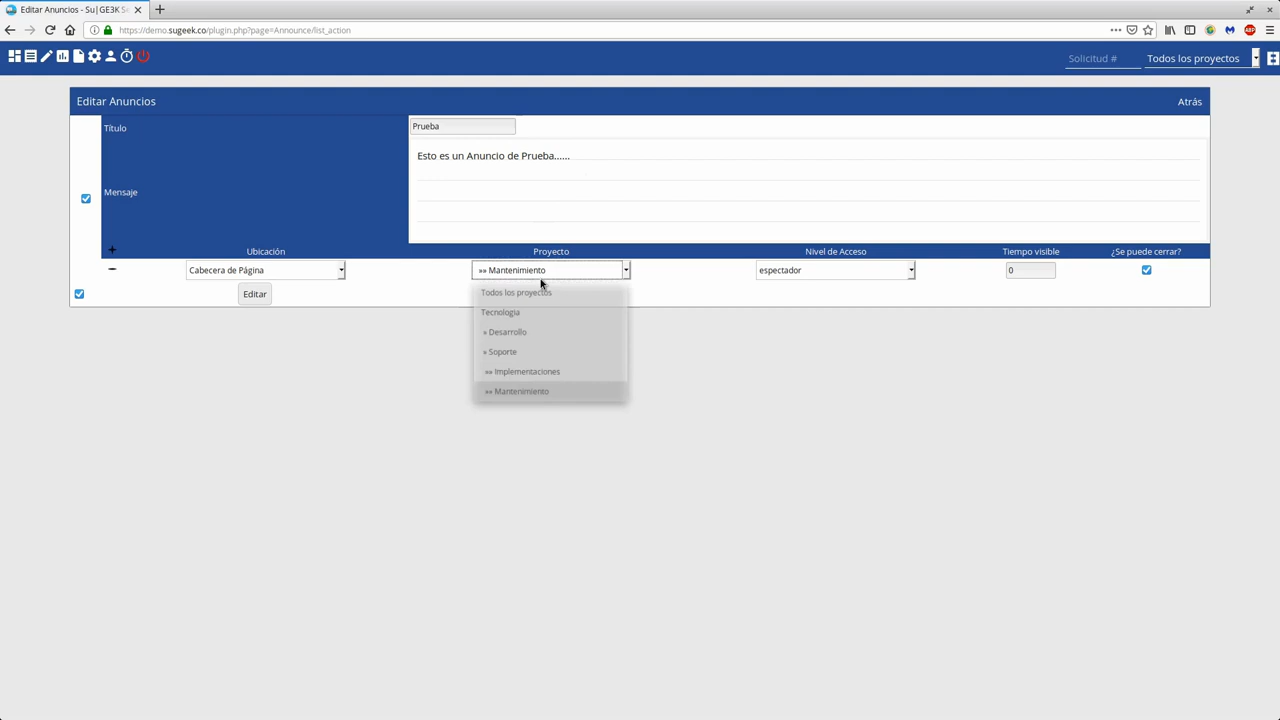 Editar Anuncios - Su|GE3K Se
https://demo.sugeek.co/plugin.php?page=Announce/list_action
Solicitud #
Todos los proyectos
Editar Anuncios
Atrás
Título
Prueba
Mensaje
Esto es un Anuncio de Prueba......
Ubicación
Proyecto
Nivel de Acceso
Tiempo visible
¿Se puede cerrar?
Cabecera de Página
»» Mantenimiento
espectador
0
Editar
Todos los proyectos
Tecnologia
» Desarrollo
» Soporte
»» Implementaciones
»» Mantenimiento